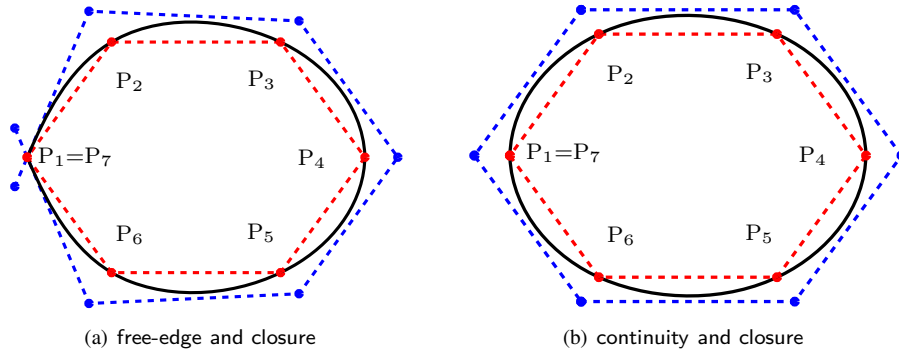 P2 P3
P1=P7 P4
P6 P5
(a) free-edge and closure
P2 P3
P1=P7 P4
P6 P5
(b) continuity and closure